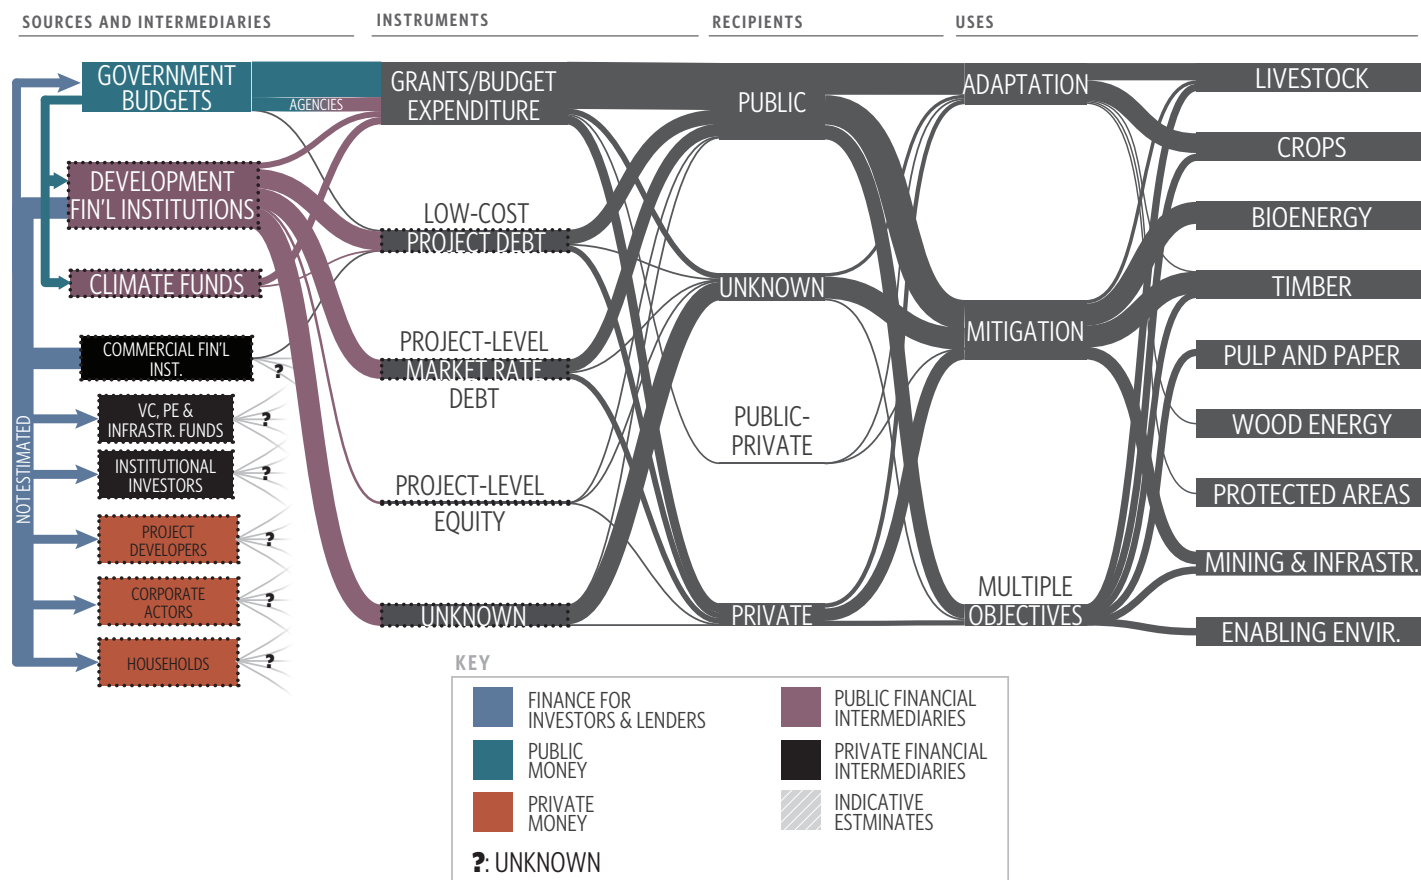 SOURCES AND INTERMEDIARIES
INSTRUMENTS
RECIPIENTS
USES
GOVERNMENT
BUDGETS
AGENCIES
DEVELOPMENT
FIN'L INSTITUTIONS
CLIMATE FUNDS
COMMERCIAL FIN'L
INST.
?
VC, PE &
INFRASTR. FUNDS
?
INSTITUTIONAL
INVESTORS
?
PROJECT
DEVELOPERS
?
CORPORATE
ACTORS
?
HOUSEHOLDS
?
NOT ESTIMATED
GRANTS/BUDGET
EXPENDITURE
LOW-COST
PROJECT DEBT
PROJECT-LEVEL
MARKET RATE
DEBT
PROJECT-LEVEL
EQUITY
UNKNOWN
PUBLIC
UNKNOWN
PUBLIC-
PRIVATE
PRIVATE
ADAPTATION
MITIGATION
MULTIPLE
OBJECTIVES
LIVESTOCK
CROPS
BIOENERGY
TIMBER
PULP AND PAPER
WOOD ENERGY
PROTECTED AREAS
MINING & INFRASTR.
ENABLING ENVIR.
KEY
FINANCE FOR
INVESTORS & LENDERS
PUBLIC
MONEY
PRIVATE
MONEY
?: UNKNOWN
PUBLIC FINANCIAL
INTERMEDIARIES
PRIVATE FINANCIAL
INTERMEDIARIES
INDICATIVE
ESTMINATES